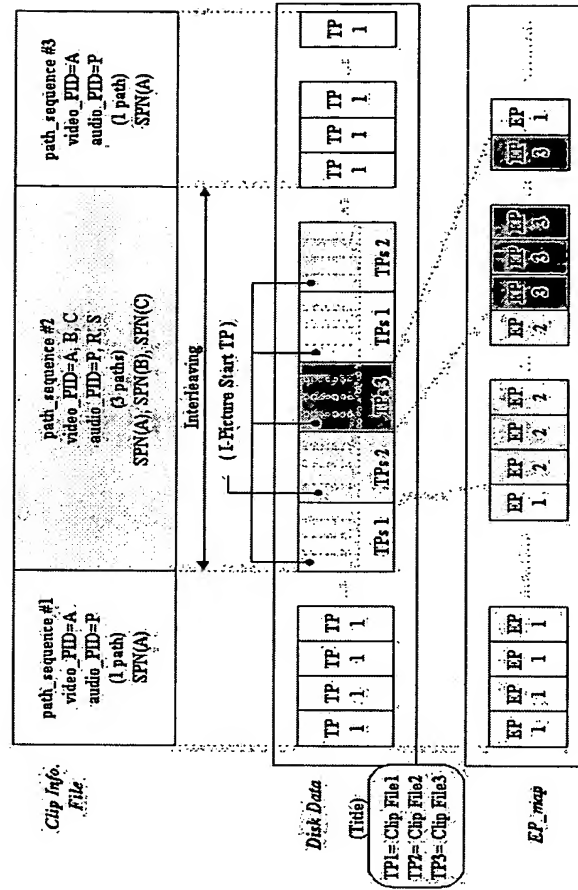 Clip Info.
File
path_sequence #1
video_PID=A
audio_PID=P
(1 path)
SPN(A)
path_sequence #2
video_PID=A, B, C
audio_PID=P, R, S
(3 paths)
SPN(A), SPN(B), SPN(C)
path_sequence #3
video_PID=A
audio_PID=P
(1 path)
SPN(A)
Interleaving
( I-Picture Start TP )
Disk Data
(Title)
TP1= Clip File1
TP2= Clip File2
TP3= Clip File3
TP
1
TP
1
TP
1
TP
1
TPs 1
TPs 2
TPs 3
TPs 1
TPs 2
TP
1
TP
1
TP
1
TP
1
EP_map
EP
1
EP
1
EP
1
EP
1
EP
1
EP
2
EP
2
EP
2
EP
2
EP
3
EP
3
EP
3
EP
3
EP
1